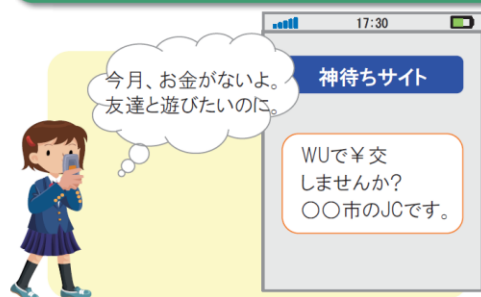 17:30
今月、お金がないよ。
友達と遊びたいのに。
神待ちサイト
WUで¥交
しませんか?
〇〇市のJCです。